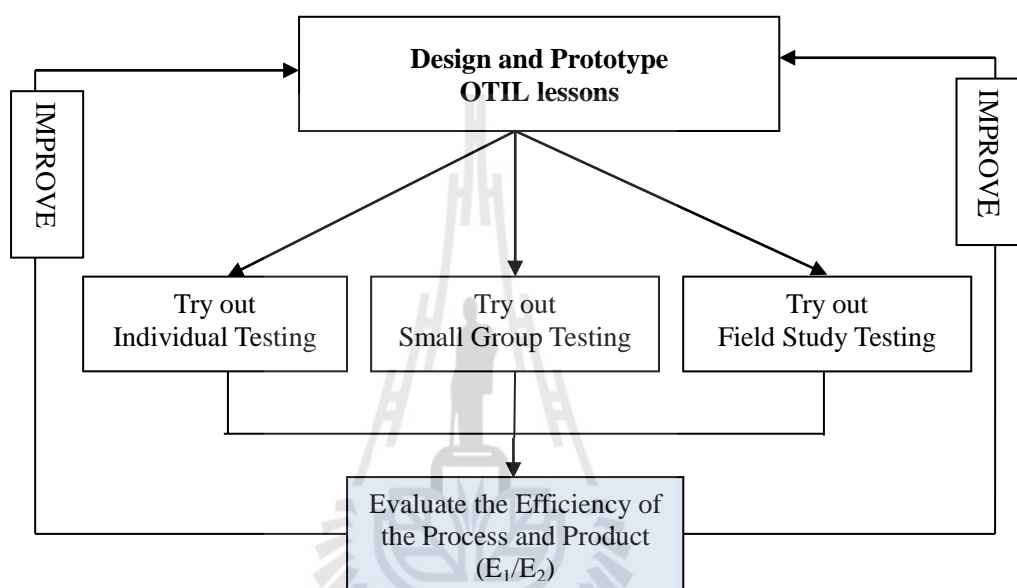 Design and Prototype
OTIL lessons
IMPROVE
IMPROVE
Try out
Individual Testing
Try out
Small Group Testing
Try out
Field Study Testing
Evaluate the Efficiency of
the Process and Product
(E₁/E₂)